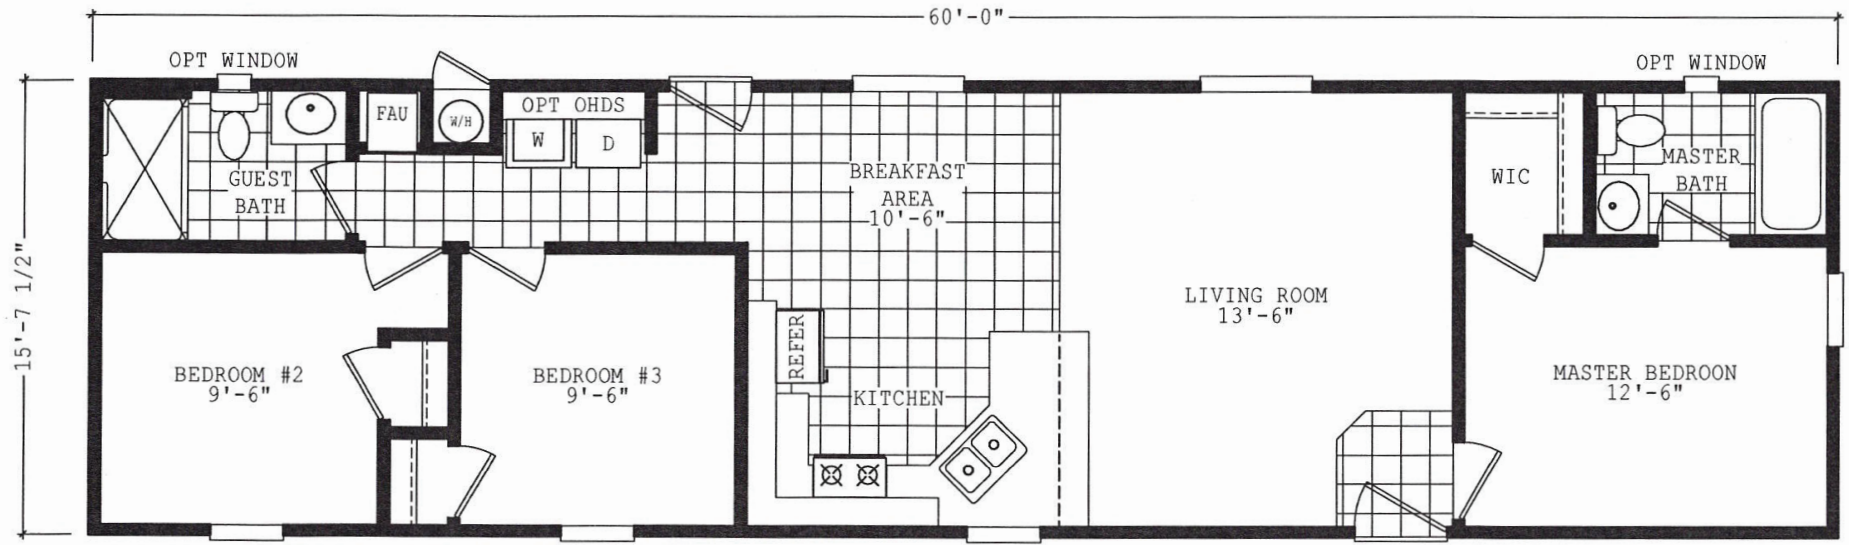 60'-0"
OPT WINDOW
OPT WINDOW
FAU
W/H
OPT OHDS
W
D
GUEST
BATH
BREAKFAST
AREA
10'-6"
WIC
MASTER
BATH
15'-7 1/2"
BEDROOM #2
9'-6"
BEDROOM #3
9'-6"
REFER
KITCHEN
LIVING ROOM
13'-6"
MASTER BEDROON
12'-6"